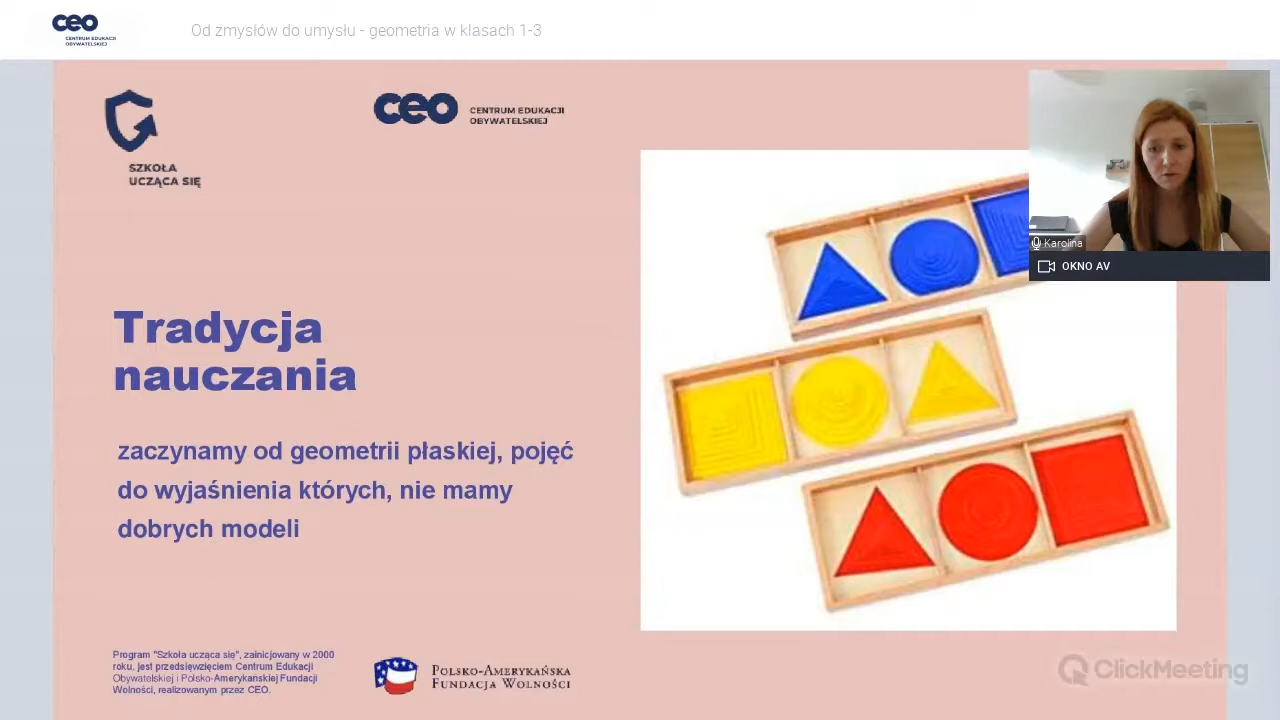 ceo
CENTRUM EDUKACJI
OBYWATELSKIEJ
Od zmysłów do umysłu - geometria w klasach 1-3
SZKOŁA
UCZĄCA SIĘ
ceo
CENTRUM EDUKACJI
OBYWATELSKIEJ
Karolina
OKNO AV
Tradycja
nauczania
zaczynamy od geometrii płaskiej, pojęć
do wyjaśnienia których, nie mamy
dobrych modeli
Program "Szkoła ucząca się", zainicjowany w 2000
roku, jest przedsięwzięciem Centrum Edukacji
Obywatelskiej i Polsko-Amerykańskiej Fundacji
Wolności, realizowanym przez CEO.
POLSKO-AMERYKAŃSKA
FUNDACJA WOLNOŚCI
ClickMeeting